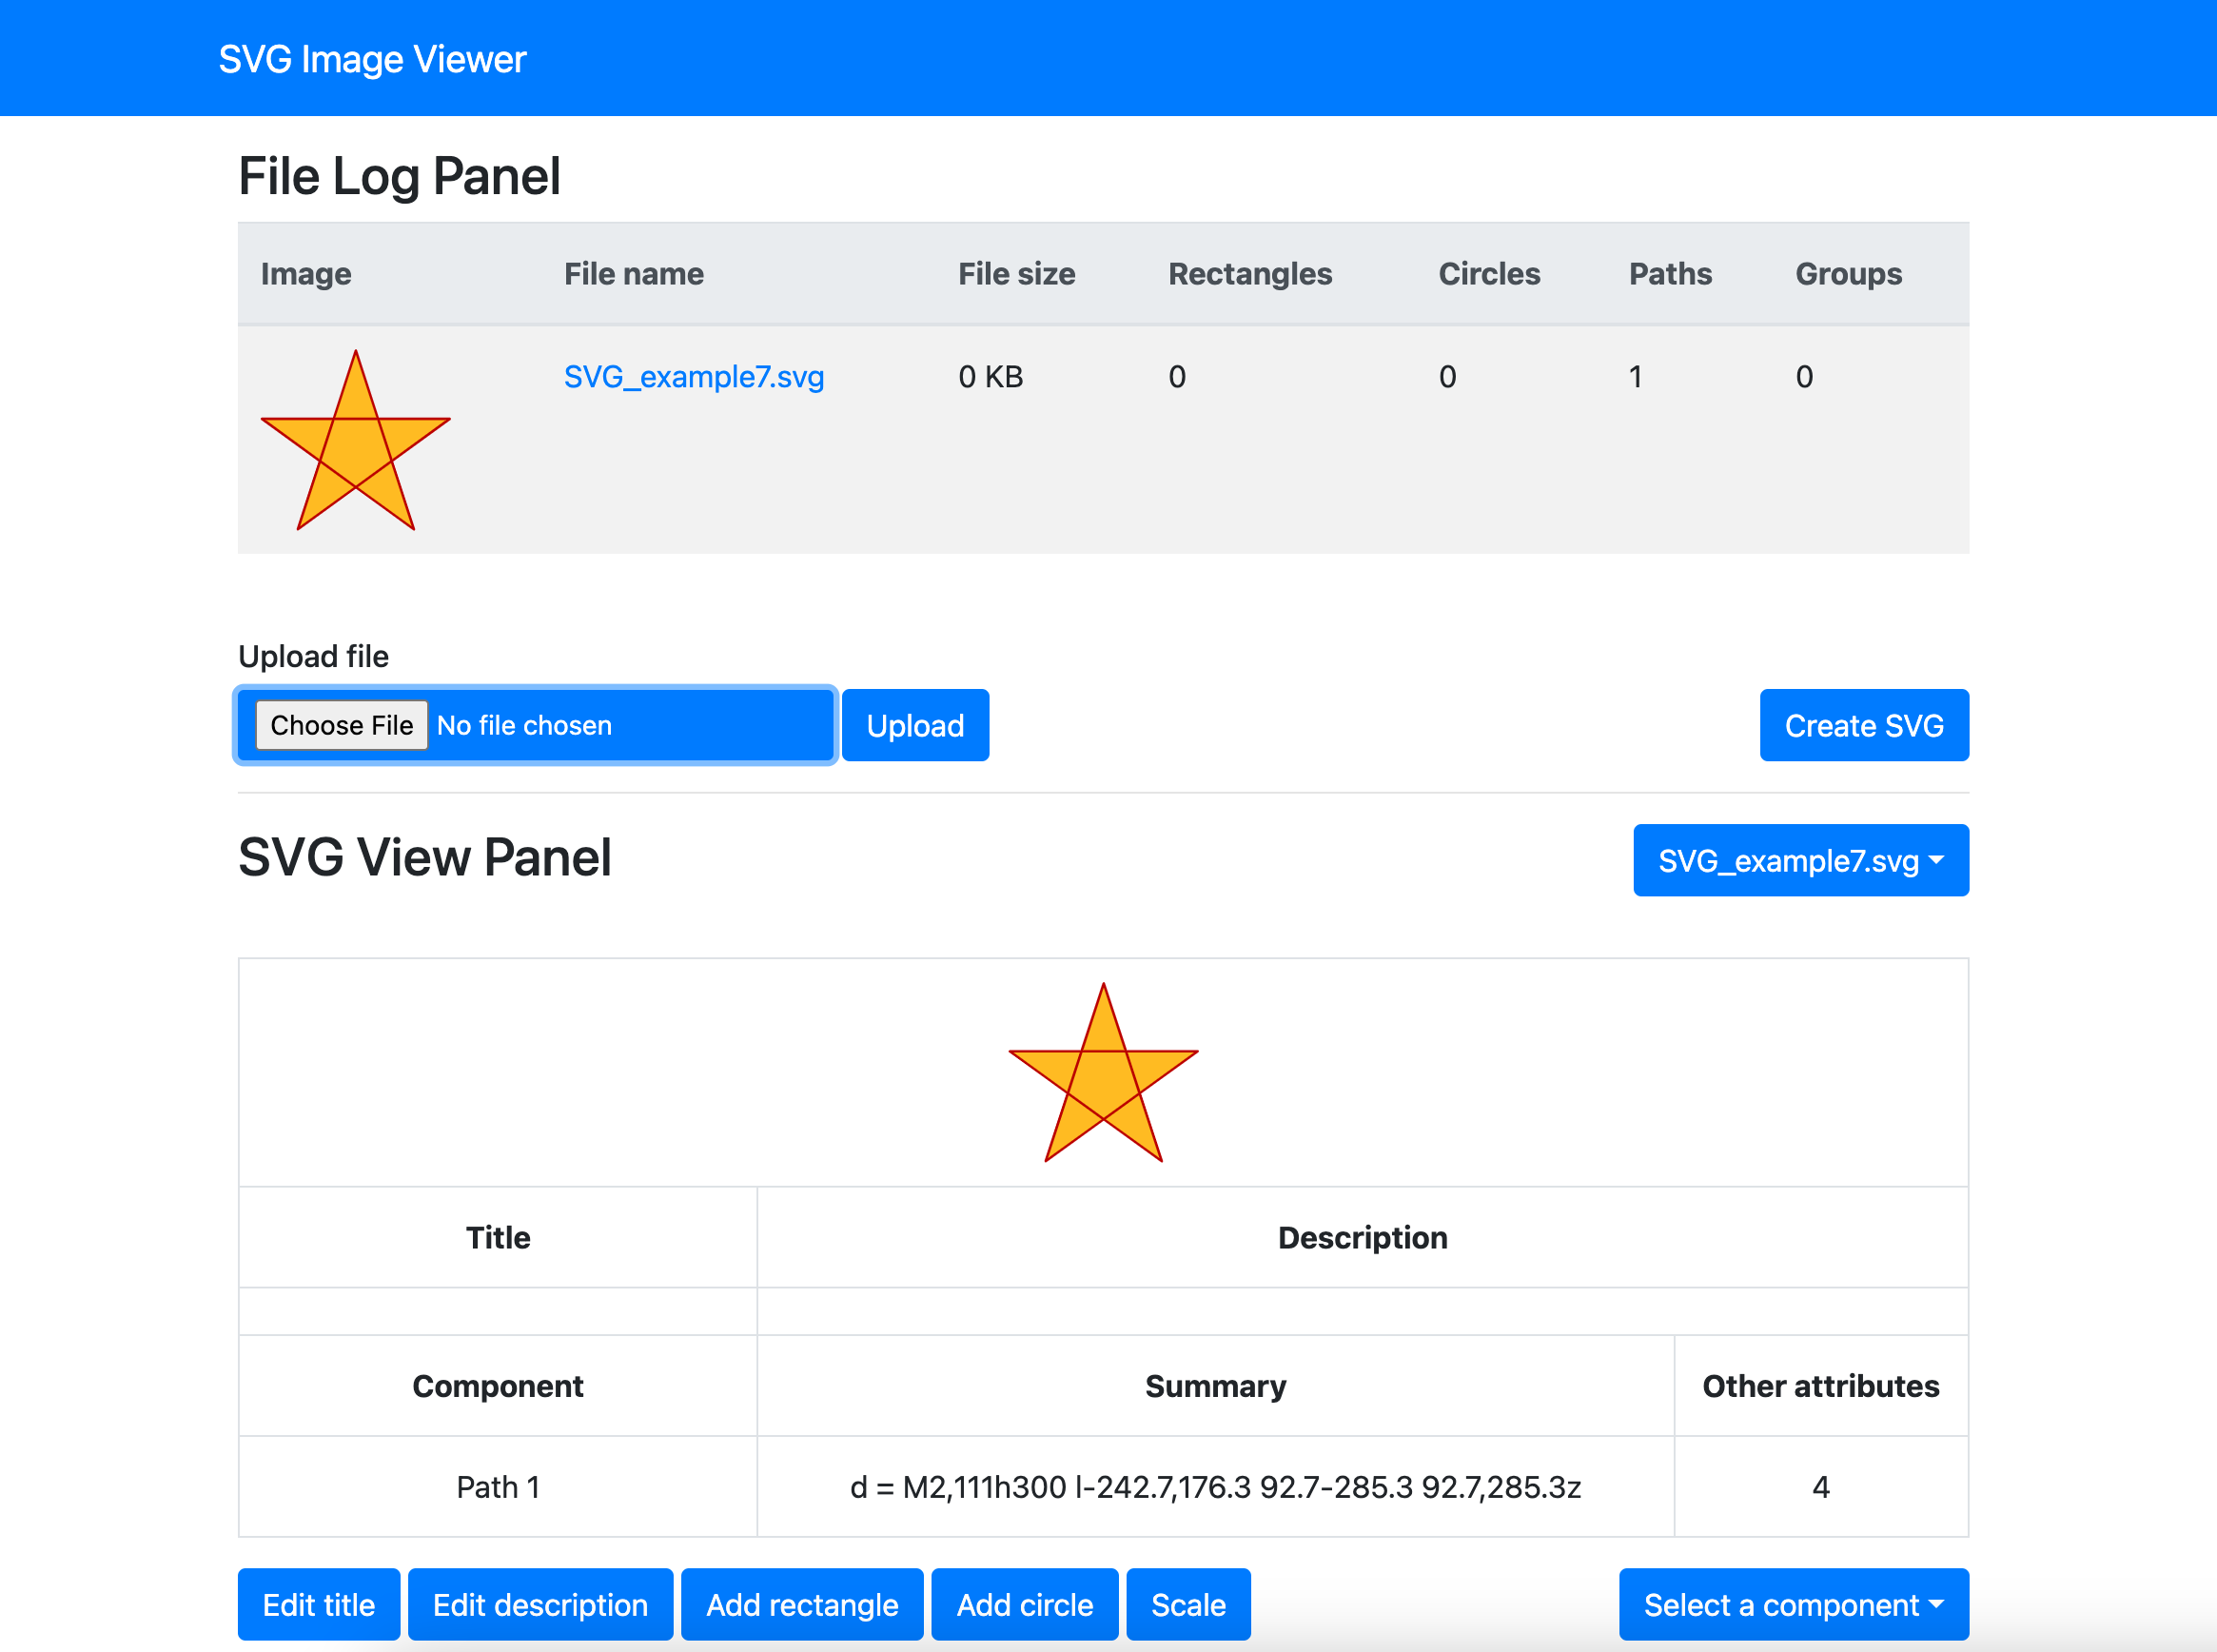 SVG Image Viewer
File Log Panel
Image File name File size Rectangles Circles Paths Groups
SVG_example7.svg 0 KB 0 0 1 0
Upload file
Choose File No file chosen Upload Create SVG
SVG View Panel SVG_example7.svg
Title Description
Component Summary Other attributes
Path 1 d = M2,111h300 l-242.7,176.3 92.7-285.3 92.7,285.3z 4
Edit title Edit description Add rectangle Add circle Scale Select a component